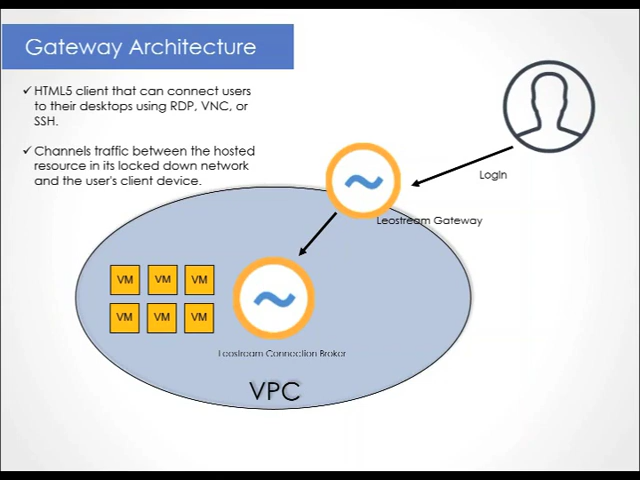 Gateway Architecture
✓ HTML5 client that can connect users
to their desktops using RDP, VNC, or
SSH.
✓ Channels traffic between the hosted
resource in its locked down network
and the user's client device.
LogIn
Leostream Gateway
VM VM VM
VM VM VM
Leostream Connection Broker
VPC